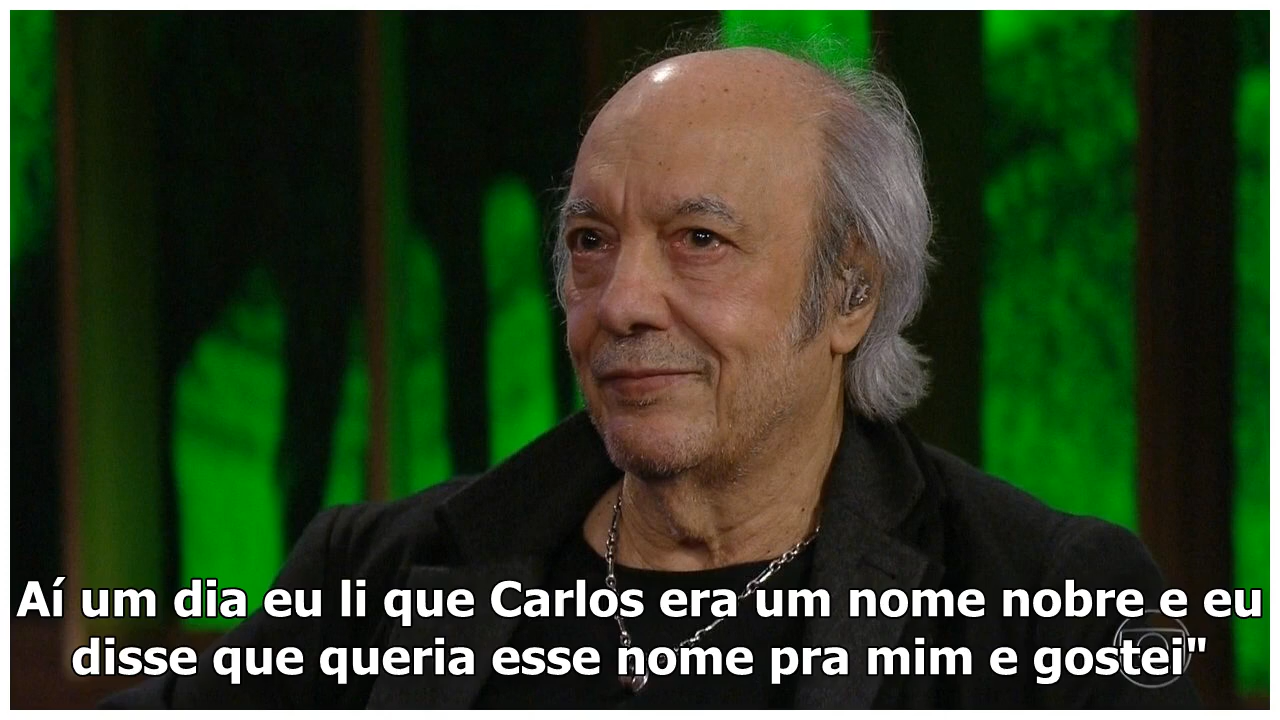 Aí um dia eu li que Carlos era um nome nobre e eu
disse que queria esse nome pra mim e gostei"